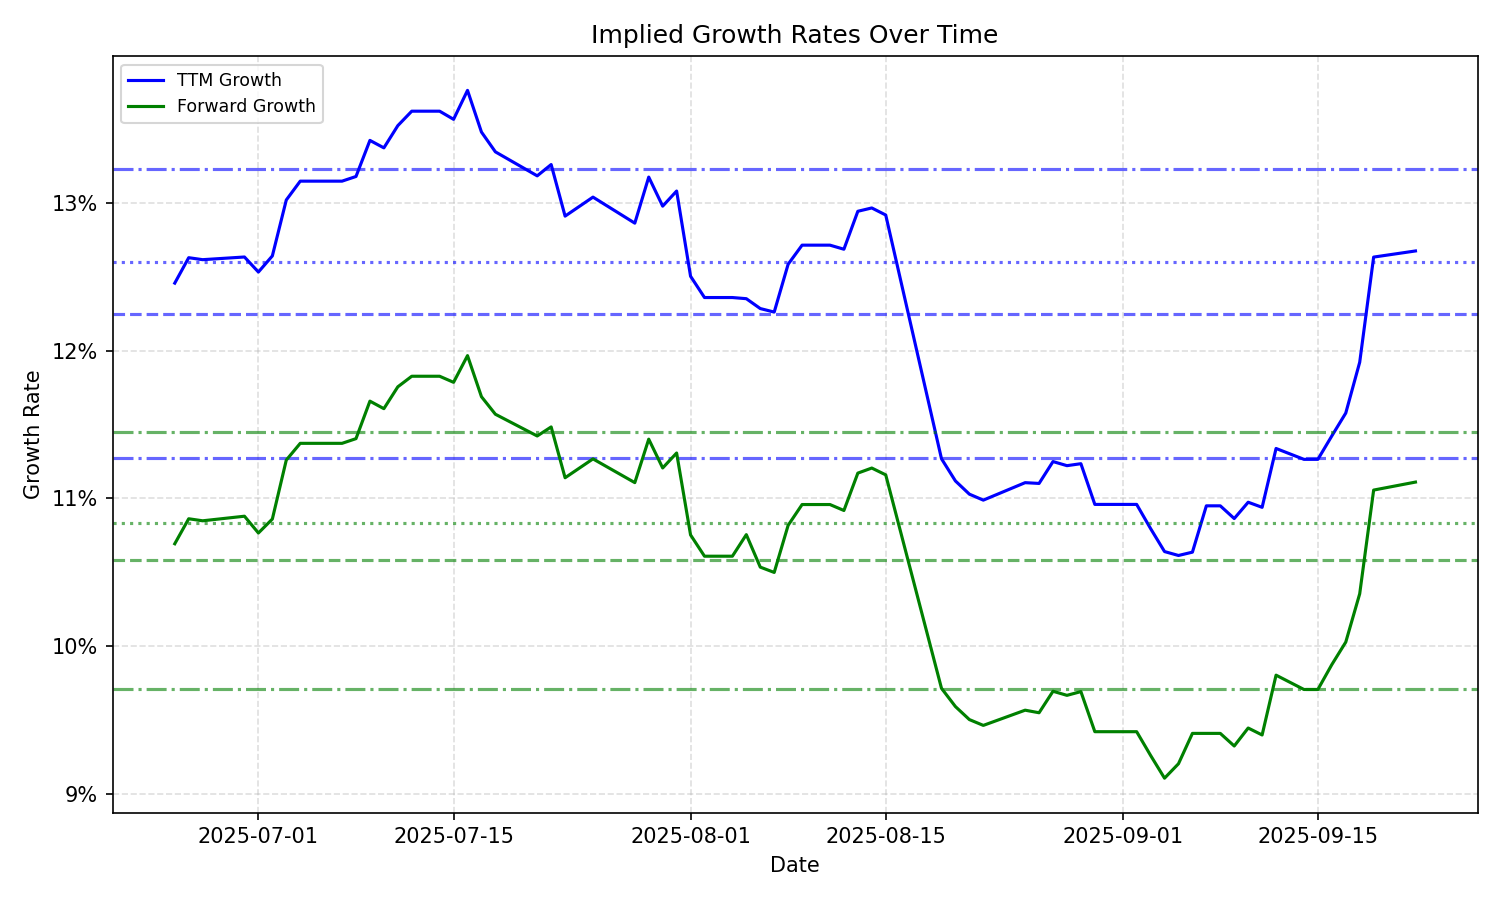 Implied Growth Rates Over Time
TTM Growth
Forward Growth
Growth Rate
13%
12%
11%
10%
9%
2025-07-01
2025-07-15
2025-08-01
2025-08-15
2025-09-01
2025-09-15
Date